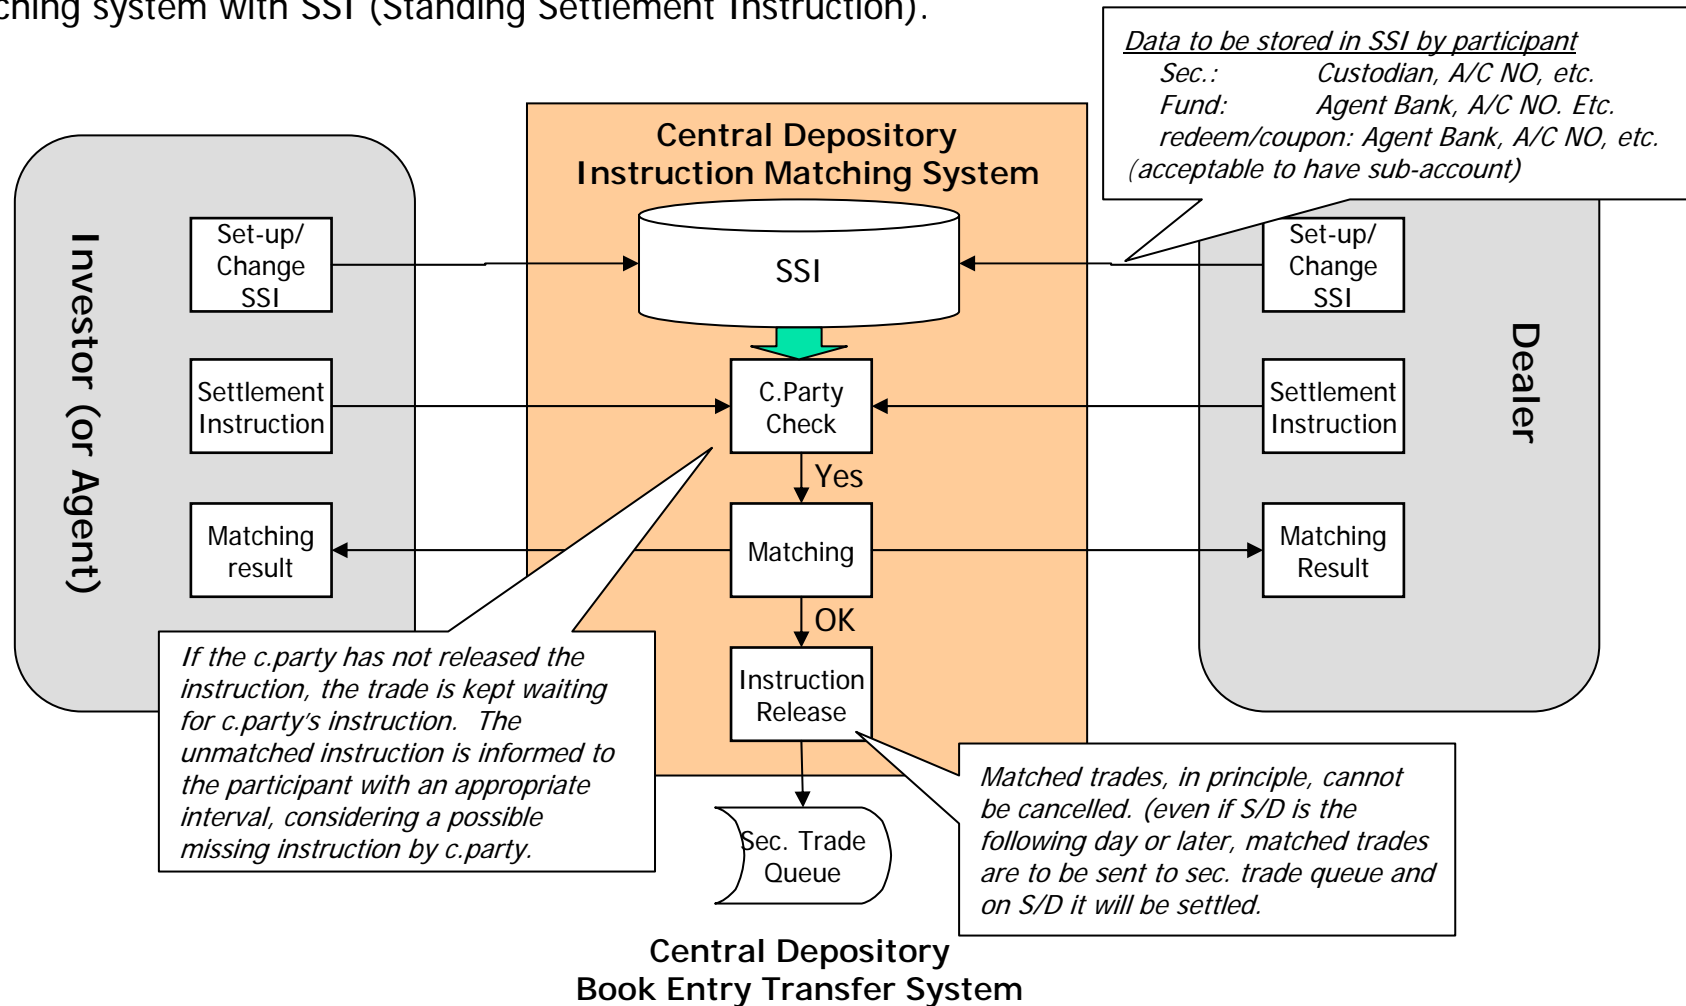 ching system with SSI (Standing Settlement Instruction).
Data to be stored in SSI by participant
Sec.: Custodian, A/C NO, etc.
Fund: Agent Bank, A/C NO. Etc.
redeem/coupon: Agent Bank, A/C NO, etc.
(acceptable to have sub-account)
Central Depository
Instruction Matching System
Investor (or Agent)
Set-up/
Change
SSI
SSI
Set-up/
Change
SSI
Dealer
Settlement
Instruction
C.Party
Check
Settlement
Instruction
Yes
Matching
result
Matching
Matching
Result
OK
If the c.party has not released the
instruction, the trade is kept waiting
for c.party's instruction. The
unmatched instruction is informed to
the participant with an appropriate
interval, considering a possible
missing instruction by c.party.
Instruction
Release
Matched trades, in principle, cannot
be cancelled. (even if S/D is the
following day or later, matched trades
are to be sent to sec. trade queue and
on S/D it will be settled.
Sec. Trade
Queue
Central Depository
Book Entry Transfer System